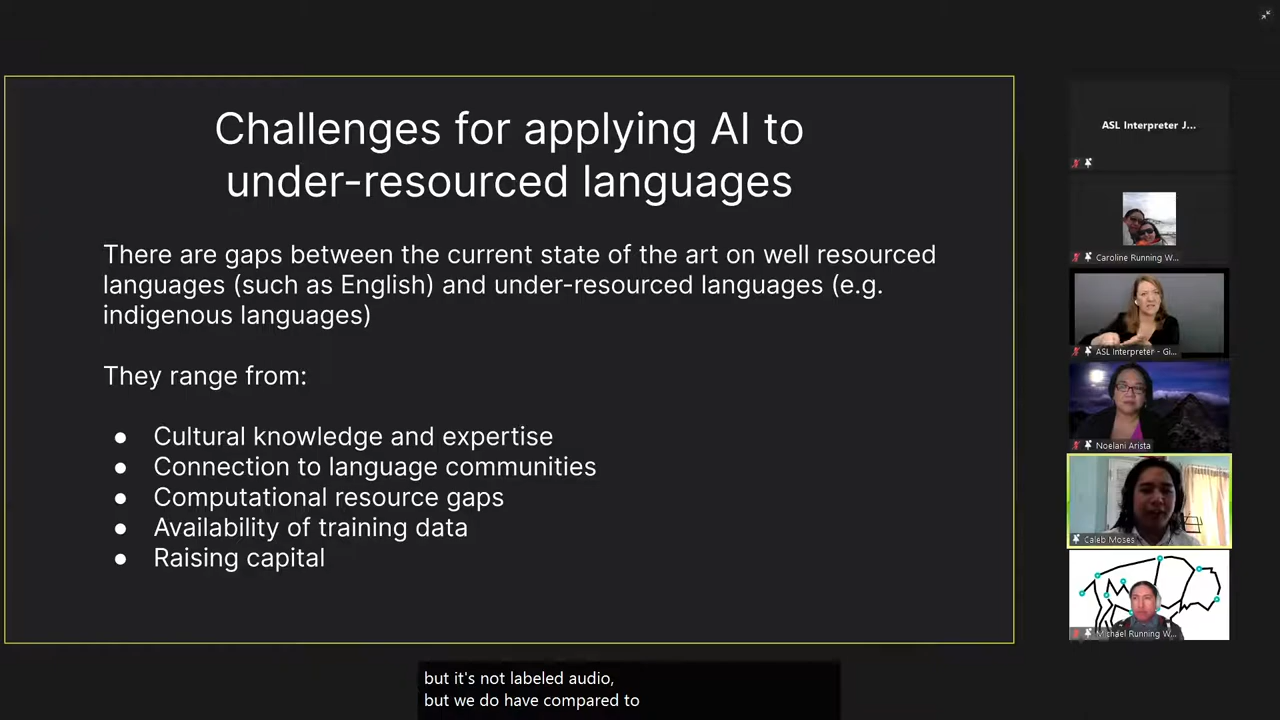 Challenges for applying AI to
under-resourced languages
There are gaps between the current state of the art on well resourced
languages (such as English) and under-resourced languages (e.g.
indigenous languages)
They range from:
● Cultural knowledge and expertise
● Connection to language communities
● Computational resource gaps
● Availability of training data
● Raising capital
ASL Interpreter J...
Caroline Running W...
ASL Interpreter - Gi...
Noelani Arista
Caleb Moses
Michael Running W...
but it's not labeled audio,
but we do have compared to